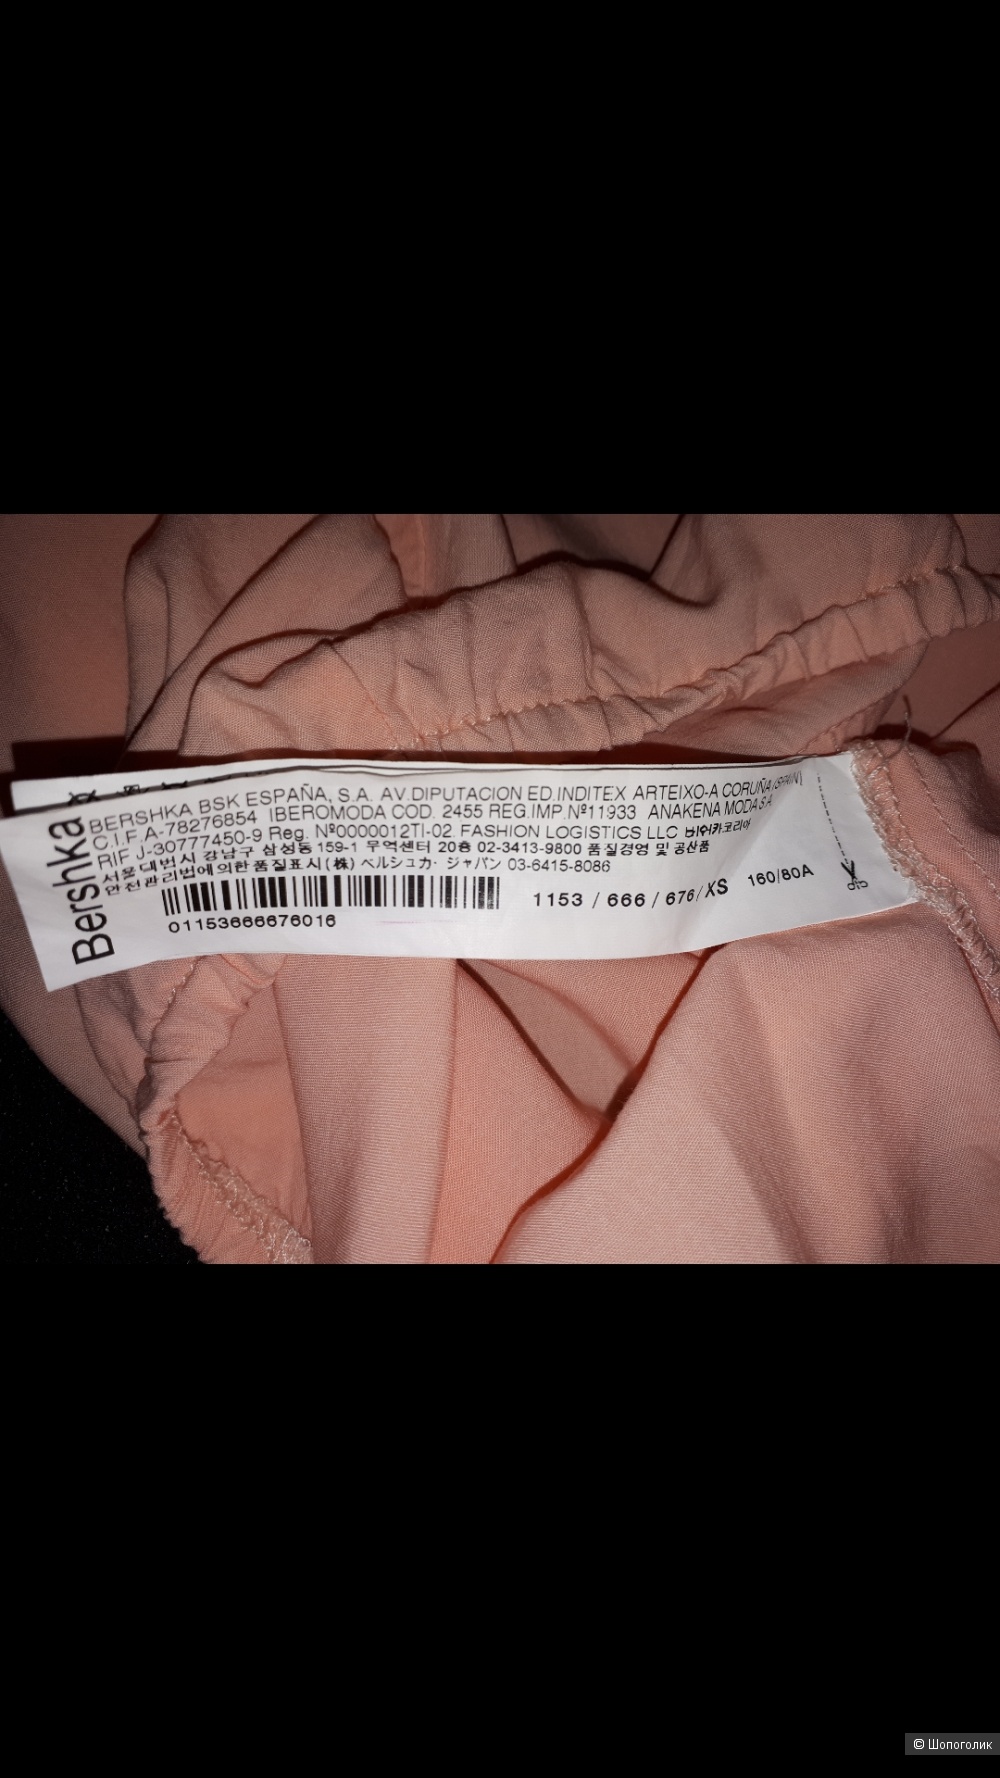 Bershka
BERSHKA BSK ESPAÑA, S.A. AV.DIPUTACION ED.INDITEX ARTEIXO-A CORUÑA (SPAIN)
C.I.F.A-78276854 IBEROMODA COD. 2455 REG.IMP.Nº11933 ANAKENA MODA S.A.
RIF J-30777450-9 Reg. Nº0000012TI-02. FASHION LOGISTICS LLC 버쉬카코리아
서울 대법시 강남구 삼성동 159-1 무역센터 20층 02-3413-9800 품질경영 및 공산품
안전관리법에의한품질표시(株)ベルシュカ・ ジャパン 03-6415-8086
01153666676016
1153 / 666 / 676 / XS 160/80A
© Шопоголик